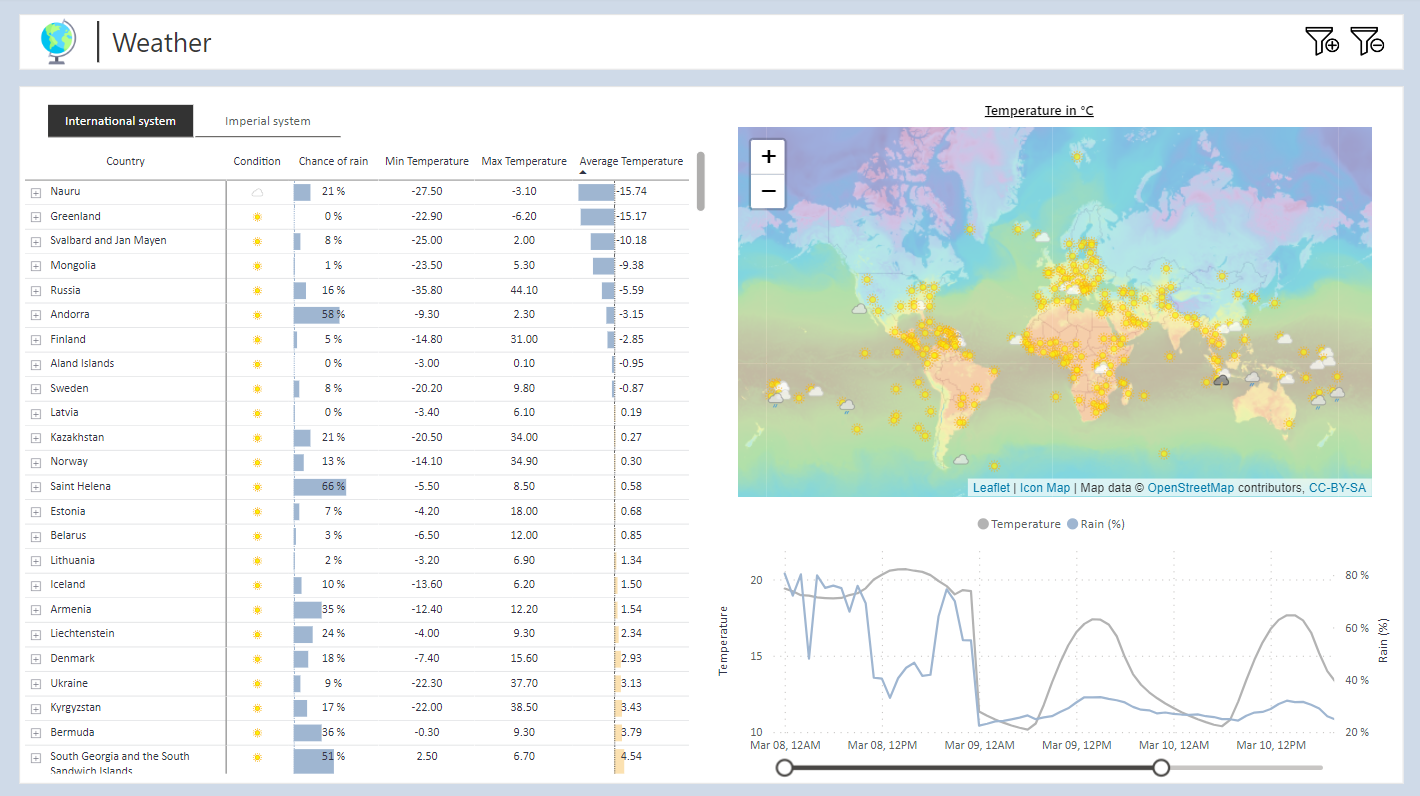 Weather
International system Imperial system
Country Condition Chance of rain Min Temperature Max Temperature Average Temperature
Nauru 21 % -27.50 -3.10 -15.74
Greenland 0 % -22.90 -6.20 -15.17
Svalbard and Jan Mayen 8 % -25.00 2.00 -10.18
Mongolia 1 % -23.50 5.30 -9.38
Russia 16 % -35.80 44.10 -5.59
Andorra 58 % -9.30 2.30 -3.15
Finland 5 % -14.80 31.00 -2.85
Aland Islands 0 % -3.00 0.10 -0.95
Sweden 8 % -20.20 9.80 -0.87
Latvia 0 % -3.40 6.10 0.19
Kazakhstan 21 % -20.50 34.00 0.27
Norway 13 % -14.10 34.90 0.30
Saint Helena 66 % -5.50 8.50 0.58
Estonia 7 % -4.20 18.00 0.68
Belarus 3 % -6.50 12.00 0.85
Lithuania 2 % -3.20 6.90 1.34
Iceland 10 % -13.60 6.20 1.50
Armenia 35 % -12.40 12.20 1.54
Liechtenstein 24 % -4.00 9.30 2.34
Denmark 18 % -7.40 15.60 2.93
Ukraine 9 % -22.30 37.70 3.13
Kyrgyzstan 17 % -22.00 38.50 3.43
Bermuda 36 % -0.30 9.30 3.79
South Georgia and the South 51 % 2.50 6.70 4.54
Sandwich Islands
Temperature in °C
+
−
Leaflet | Icon Map | Map data © OpenStreetMap contributors, CC-BY-SA
Temperature Rain (%)
Temperature
20
15
10
80 %
60 %
40 %
20 %
Rain (%)
Mar 08, 12AM Mar 08, 12PM Mar 09, 12AM Mar 09, 12PM Mar 10, 12AM Mar 10, 12PM